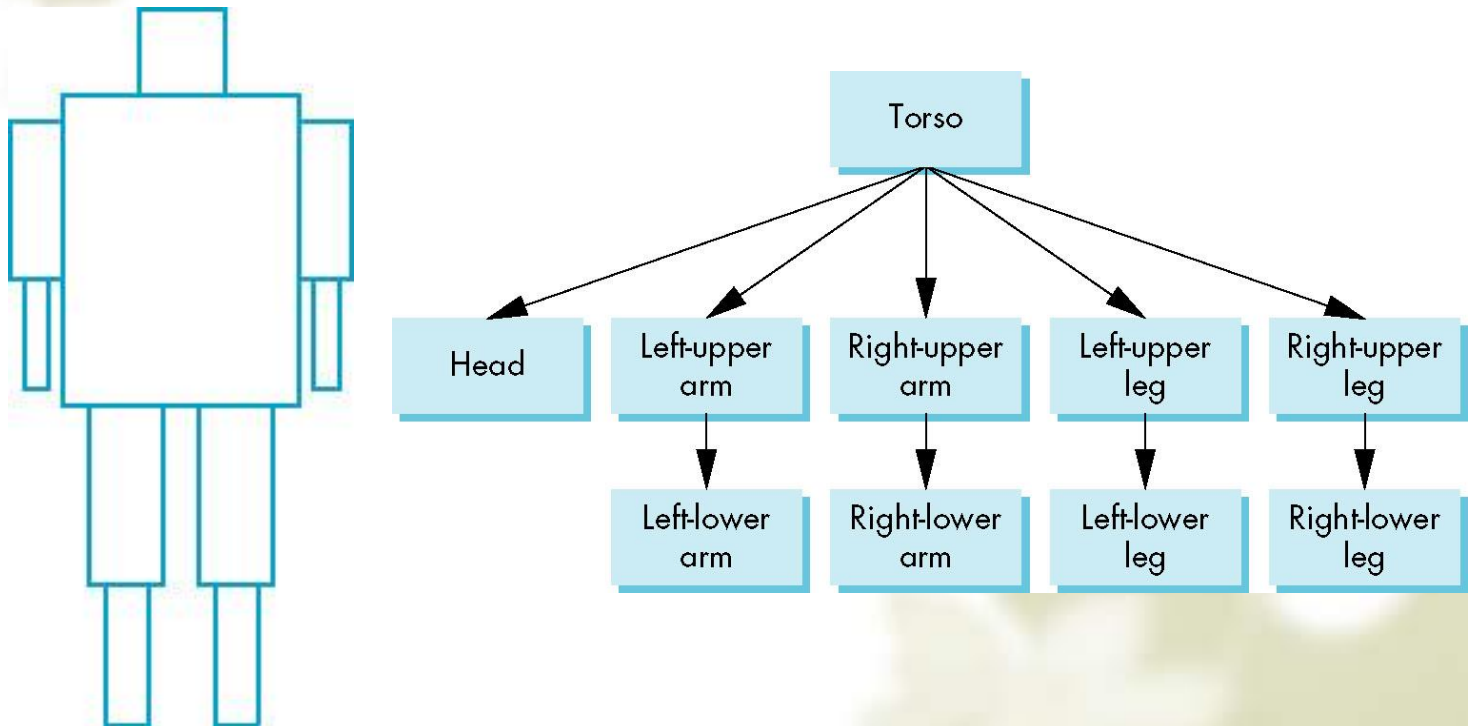 Torso
Head
Left-upper
arm
Right-upper
arm
Left-upper
leg
Right-upper
leg
Left-lower
arm
Right-lower
arm
Left-lower
leg
Right-lower
leg